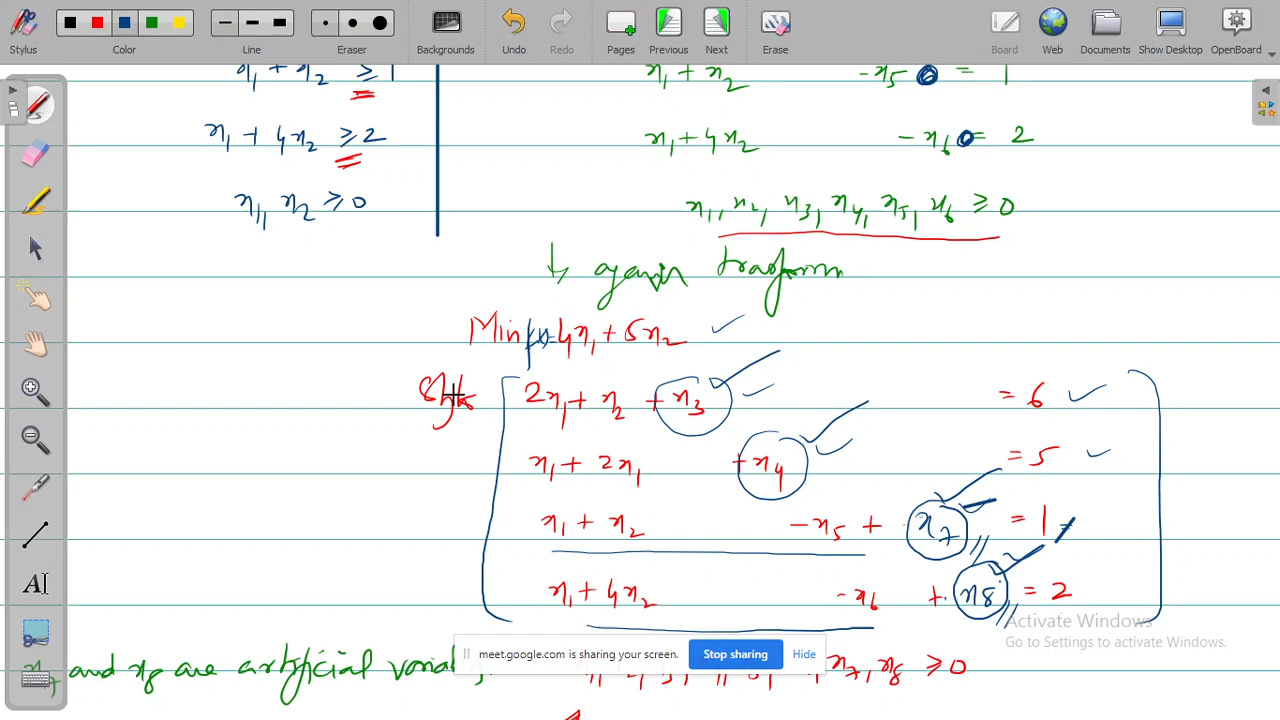 Stylus Color Line Eraser Backgrounds Undo Redo Pages Previous Next Erase Board Web Documents Show Desktop OpenBoard
x₁ + x₂ ≥ 1
x₁ + 4x₂ ≥ 2
x₁, x₂ ≥ 0
x₁ + x₂ - x₅ = 1
x₁ + 4x₂ - x₆ = 2
x₁, x₂, x₃, x₄, x₅, x₆ ≥ 0
↓ again transform
Min f(x) = 4x₁ + 5x₂ ✓
2x₁ + x₂ + x₃ = 6 ✓
x₁ + 2x₁ + x₄ = 5 ✓
x₁ + x₂ - x₅ + x₇ = 1
x₁ + 4x₂ - x₆ + x₈ = 2
Activate Windows
Go to Settings to activate Windows.
meet.google.com is sharing your screen. Stop sharing Hide
and x₈ are artificial
x₇, x₈ ≥ 0